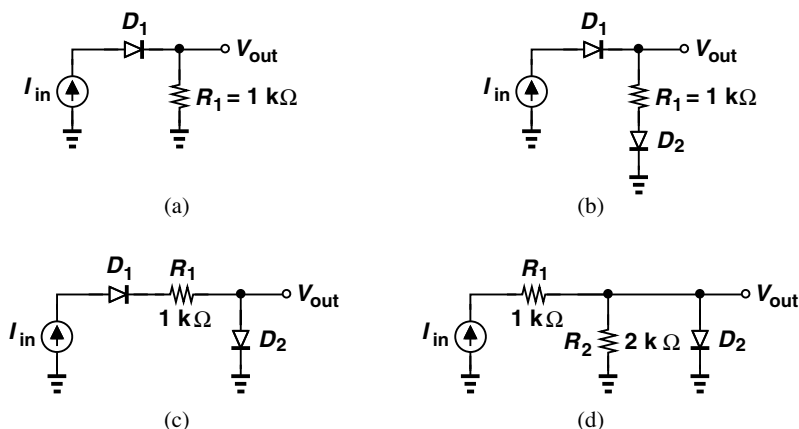 D1
Vout
Iin
R1 = 1 kΩ
(a)
D1
Vout
Iin
R1 = 1 kΩ
D2
(b)
D1
R1
Vout
1 kΩ
Iin
D2
(c)
R1
Vout
1 kΩ
Iin
R2
2 kΩ
D2
(d)